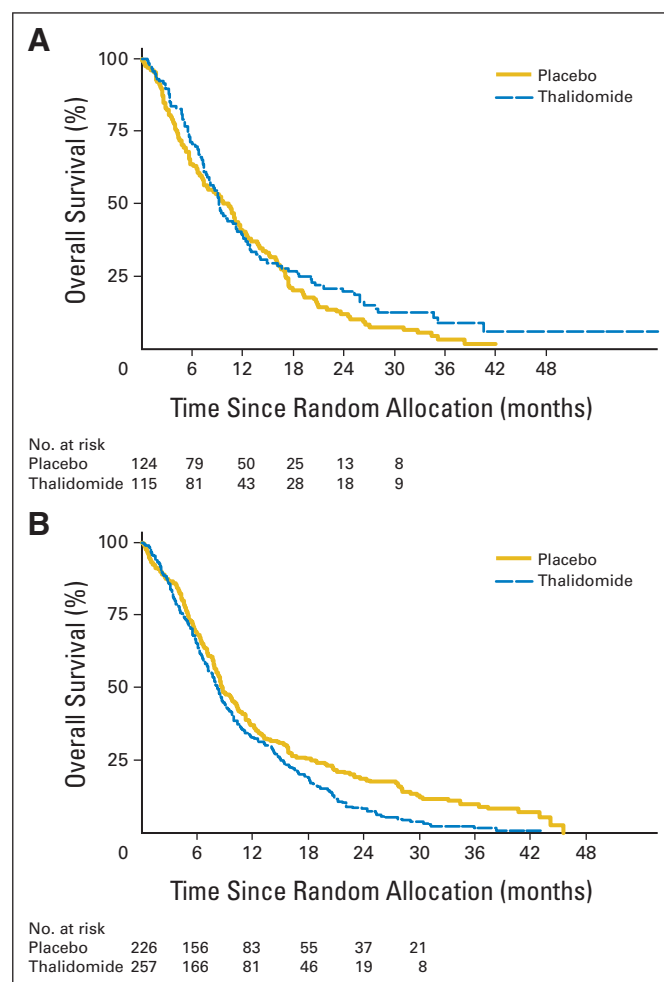 A
100
75
50
25
0
Overall Survival (%)
Placebo
Thalidomide
6 12 18 24 30 36 42 48
Time Since Random Allocation (months)
No. at risk
Placebo 124 79 50 25 13 8
Thalidomide 115 81 43 28 18 9
B
100
75
50
25
0
Overall Survival (%)
Placebo
Thalidomide
6 12 18 24 30 36 42 48
Time Since Random Allocation (months)
No. at risk
Placebo 226 156 83 55 37 21
Thalidomide 257 166 81 46 19 8